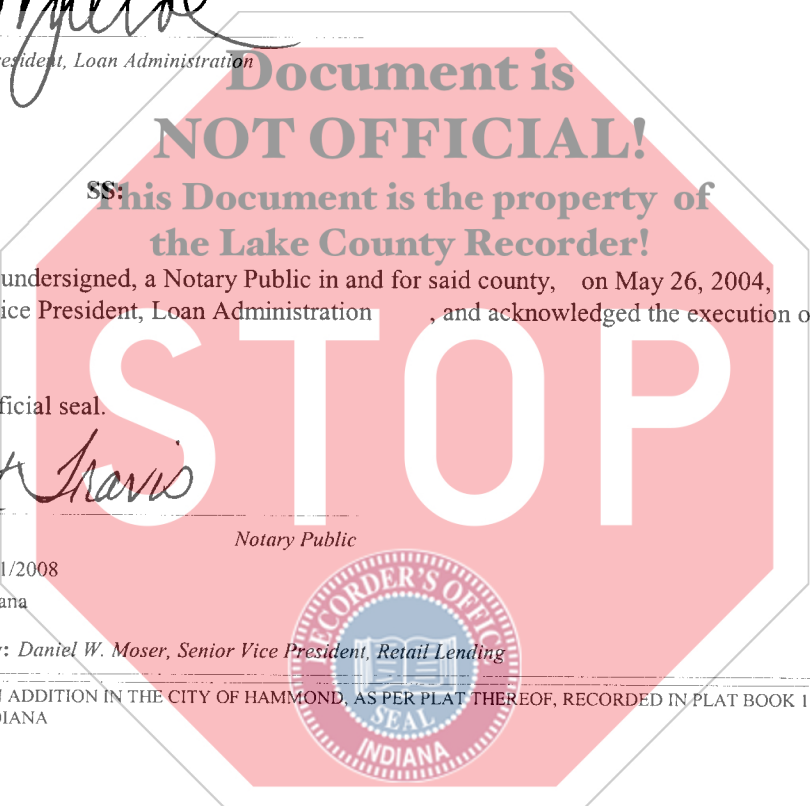 resident, Loan Administration
Document is
NOT OFFICIAL!
SS:
This Document is the property of
the Lake County Recorder!
undersigned, a Notary Public in and for said county, on May 26, 2004,
ice President, Loan Administration , and acknowledged the execution o
STOP
ficial seal.
Travis
Notary Public
1/2008
ana
: Daniel W. Moser, Senior Vice President, Retail Lending
RECORDER'S OFFICE
SEAL
INDIANA
ADDITION IN THE CITY OF HAMMOND, AS PER PLAT THEREOF, RECORDED IN PLAT BOOK 1
DIANA